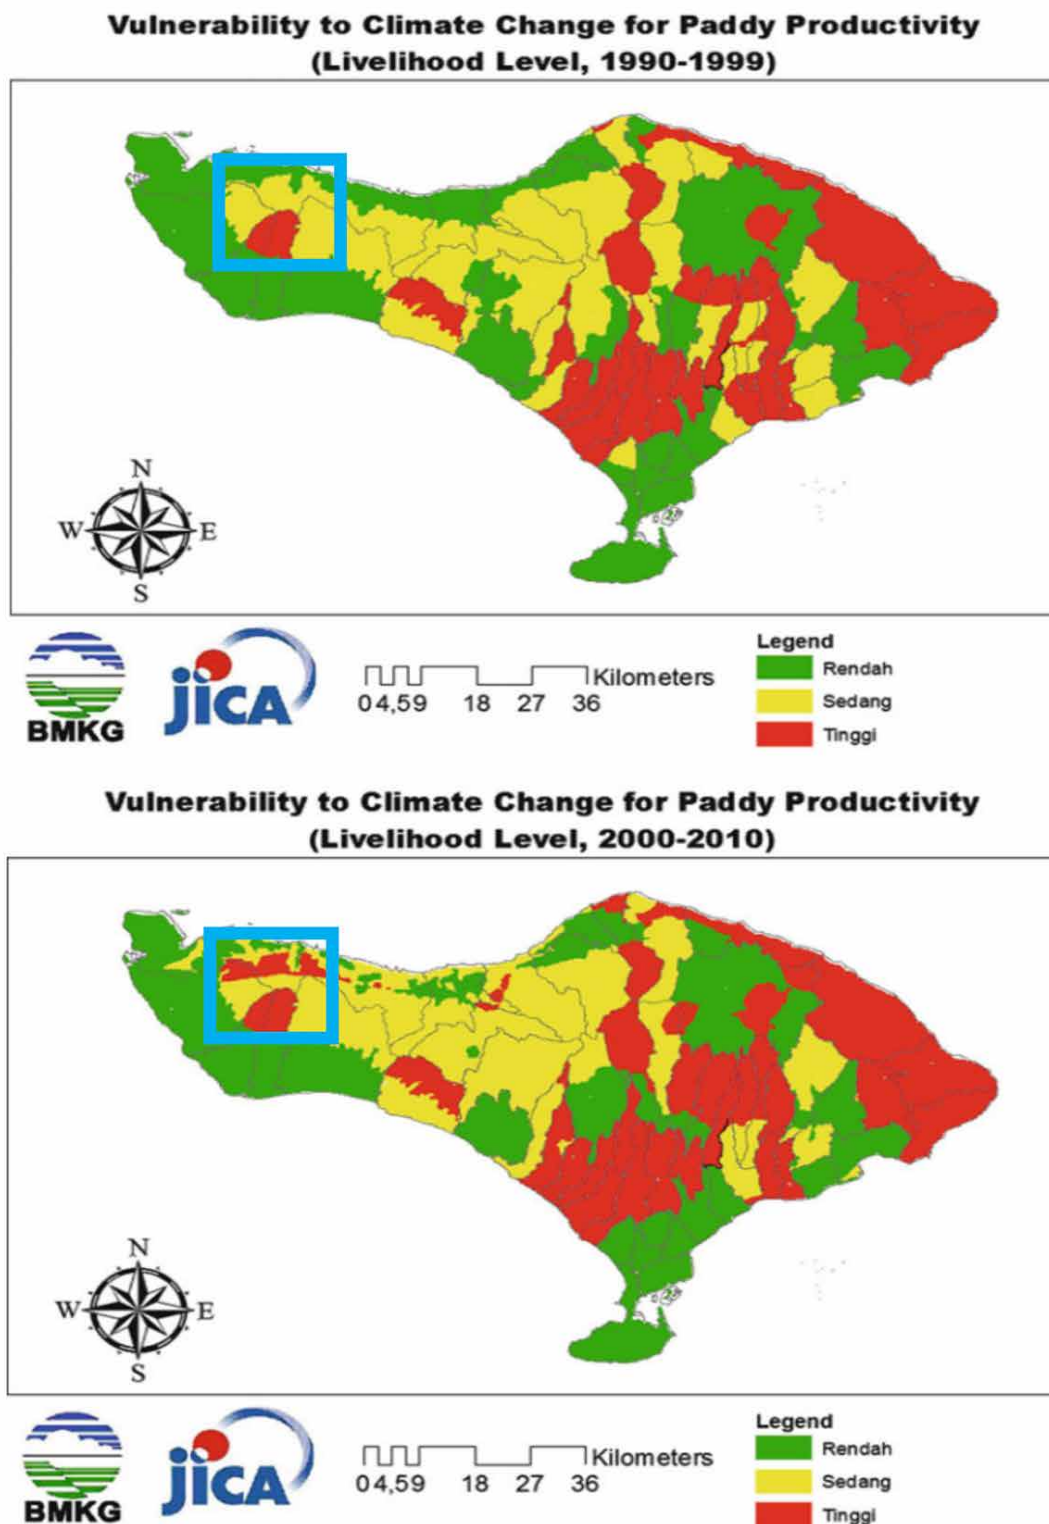 Vulnerability to Climate Change for Paddy Productivity
(Livelihood Level, 1990-1999)
N
W E
S
BMKG
JICA
Kilometers
0 4,5 9 18 27 36
Legend
Rendah
Sedang
Tinggi
Vulnerability to Climate Change for Paddy Productivity
(Livelihood Level, 2000-2010)
N
W E
S
BMKG
JICA
Kilometers
0 4,5 9 18 27 36
Legend
Rendah
Sedang
Tinggi